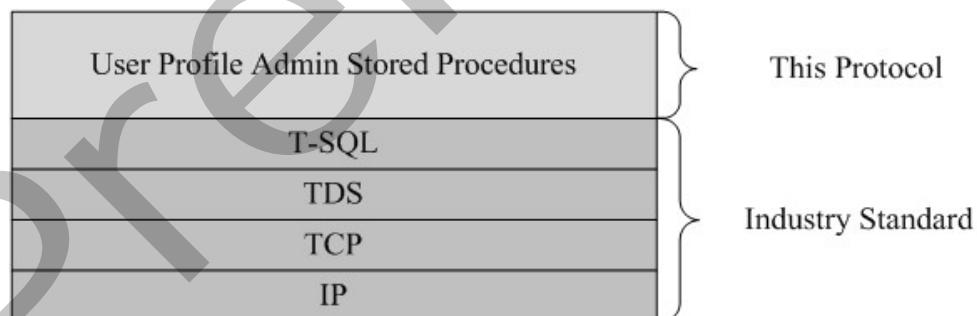 User Profile Admin Stored Procedures
This Protocol
T-SQL
TDS
TCP
IP
Industry Standard